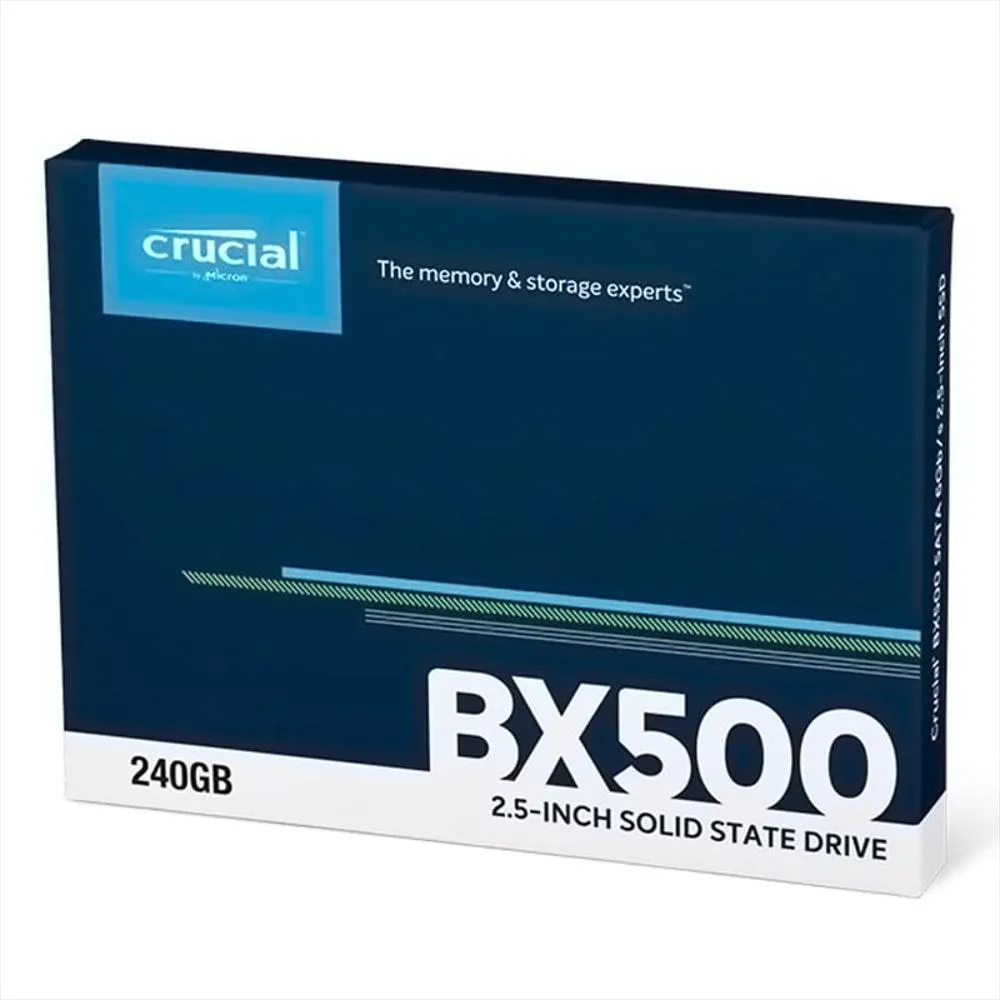 crucial
by Micron
The memory & storage experts™
BX500
240GB
2.5-INCH SOLID STATE DRIVE
Crucial® BX500 SATA 6Gb/s 2.5-inch SSD